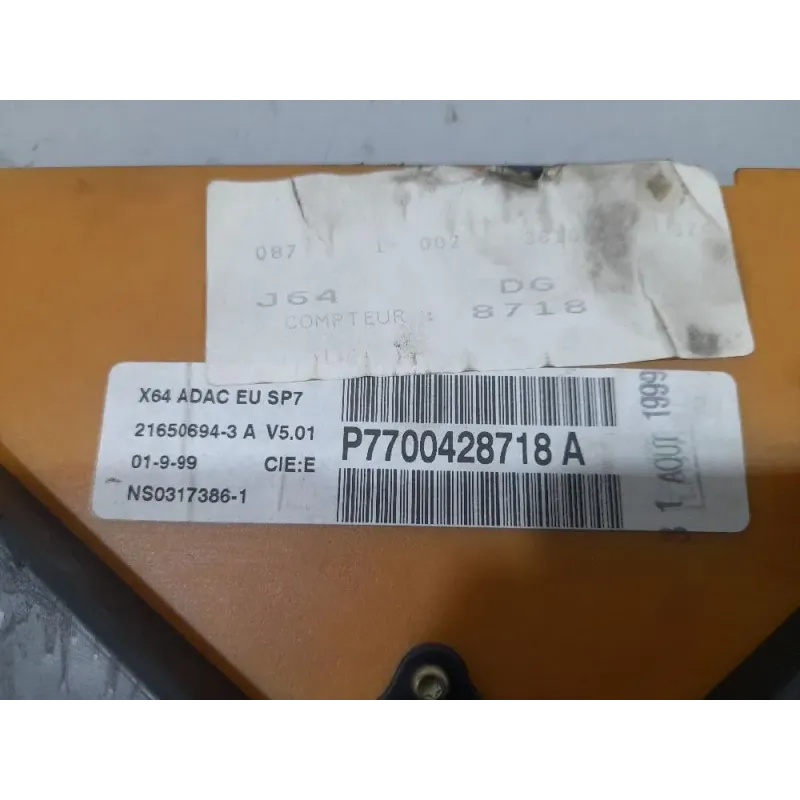 087 1 002
J64 DG
COMPTEUR : 8718
X64 ADAC EU SP7
21650694-3 A V5.01
01-9-99 CIE:E
NS0317386-1
P7700428718 A
1 AOUT 1999